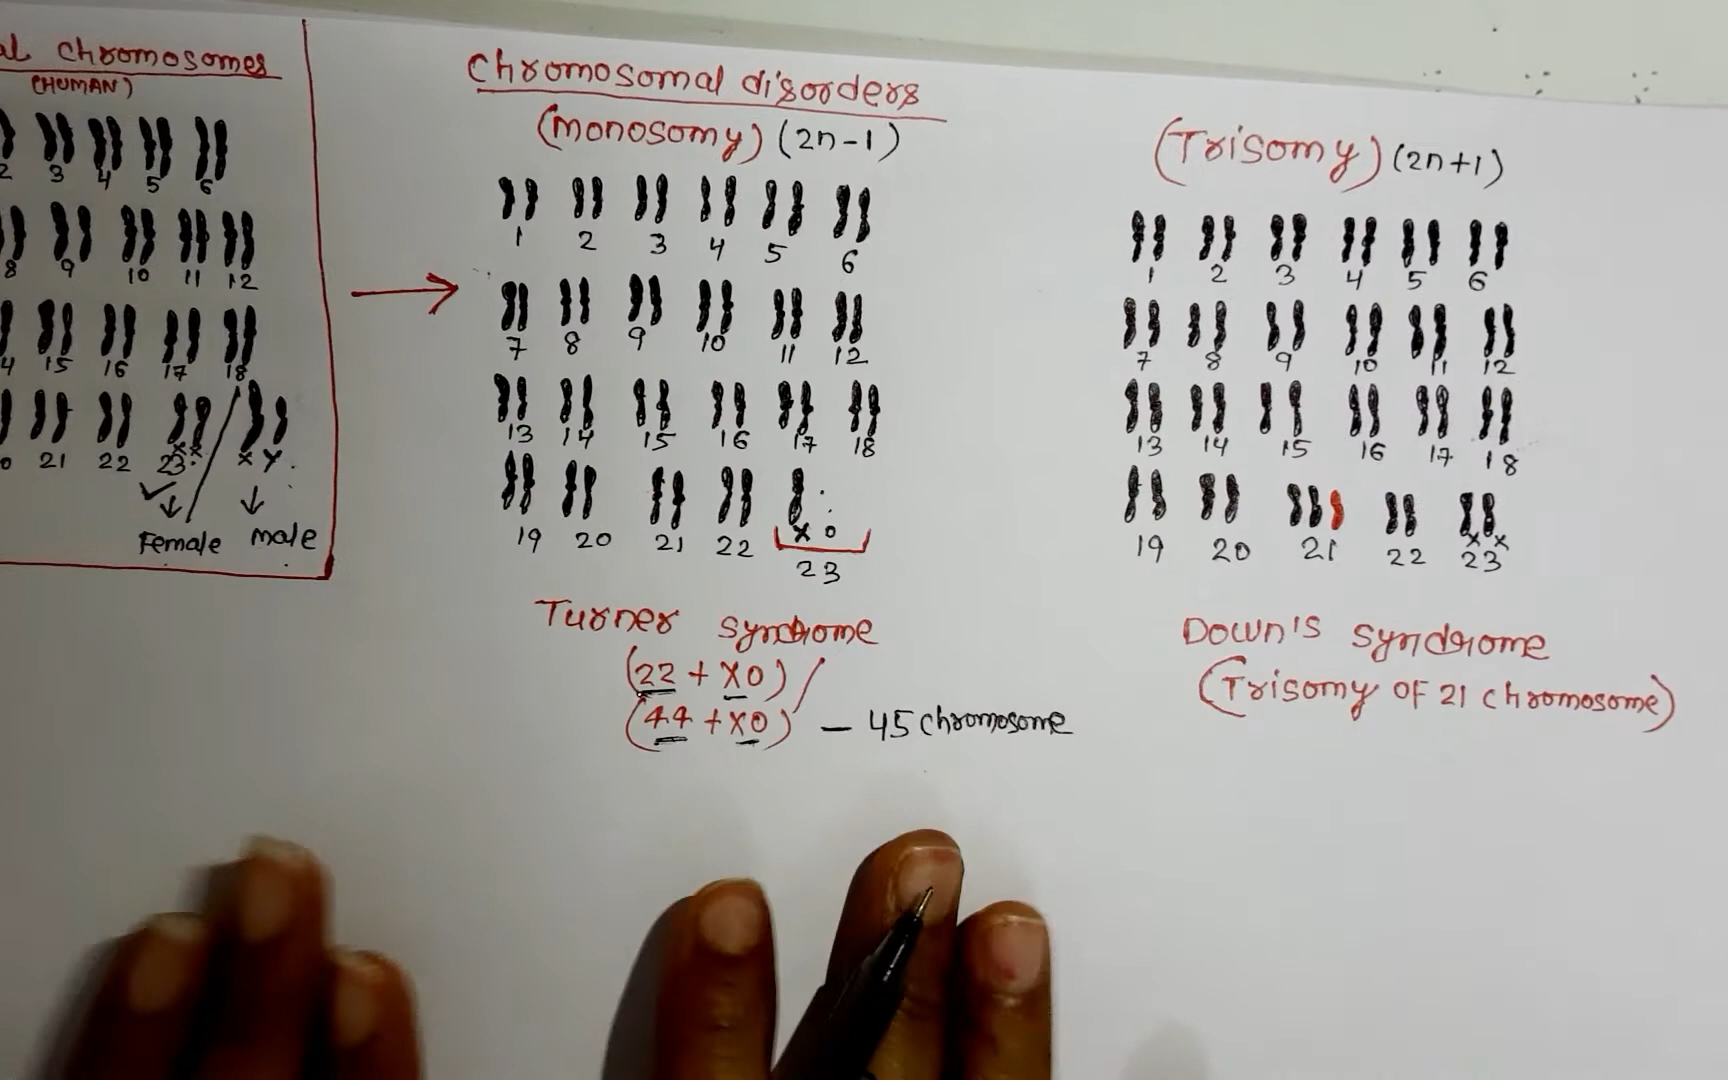 al chromosomes
(HUMAN)
2 3 4 5 6
8 9 10 11 12
4 15 16 17 18
0 21 22 23 x x x y
Female male
Chromosomal disorders
(Monosomy) (2n-1)
1 2 3 4 5 6
7 8 9 10 11 12
13 14 15 16 17 18
19 20 21 22 x o
23
Turner syndrome
(22 + XO) /
(44 + XO) – 45 chromosome
(Trisomy) (2n+1)
1 2 3 4 5 6
7 8 9 10 11 12
13 14 15 16 17 18
19 20 21 22 x x
23
Down's syndrome
(Trisomy of 21 chromosome)